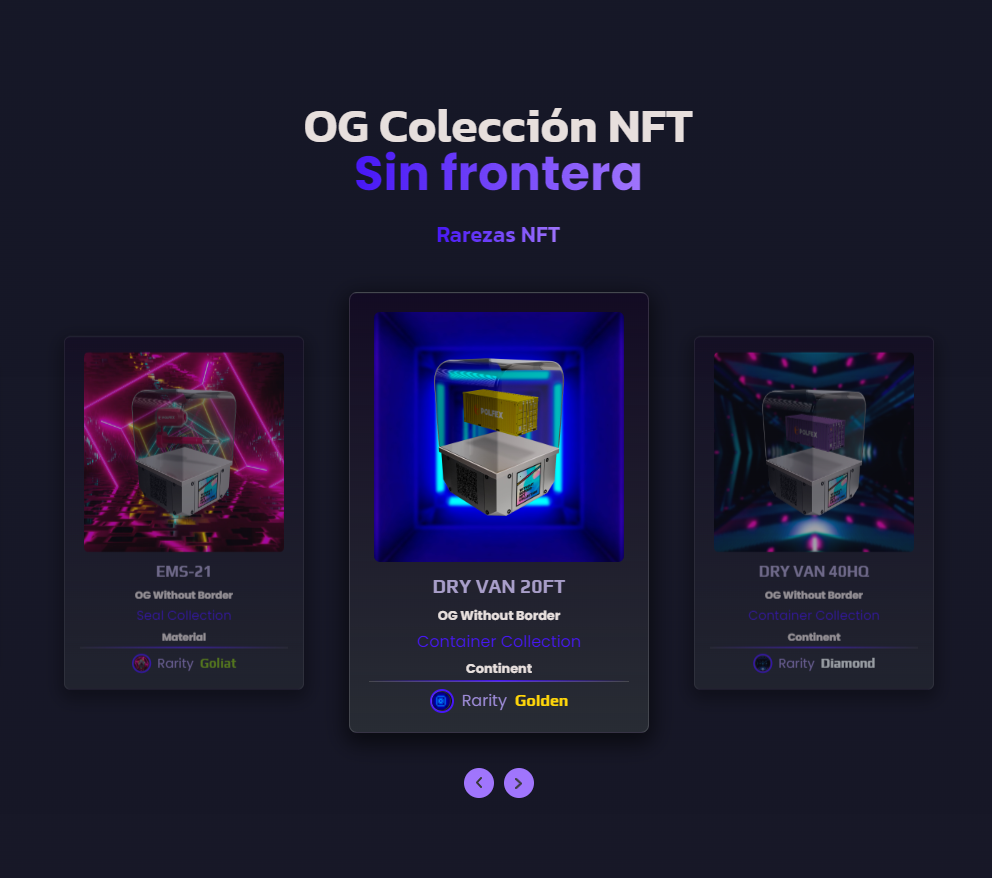 OG Colección NFT
Sin frontera
Rarezas NFT
EMS-21
OG Without Border
Seal Collection
Material
Rarity Goliat
FOLPEX
DRY VAN 20FT
OG Without Border
Container Collection
Continent
Rarity Golden
DRY VAN 40HQ
OG Without Border
Container Collection
Continent
Rarity Diamond